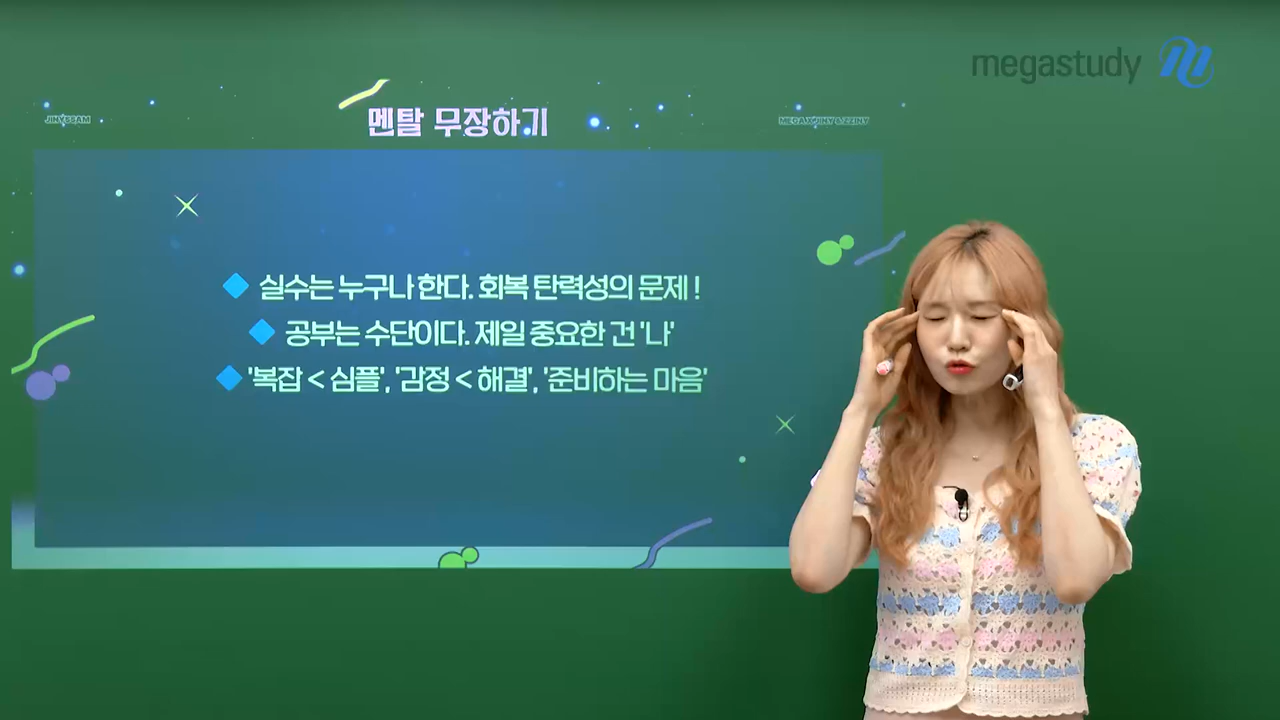 megastudy
JINYSSAM
멘탈 무장하기
실수는 누구나 한다. 회복 탄력성의 문제!
공부는 수단이다. 제일 중요한 건 '나'
'복잡 < 심플', '감정 < 해결', '준비하는 마음'